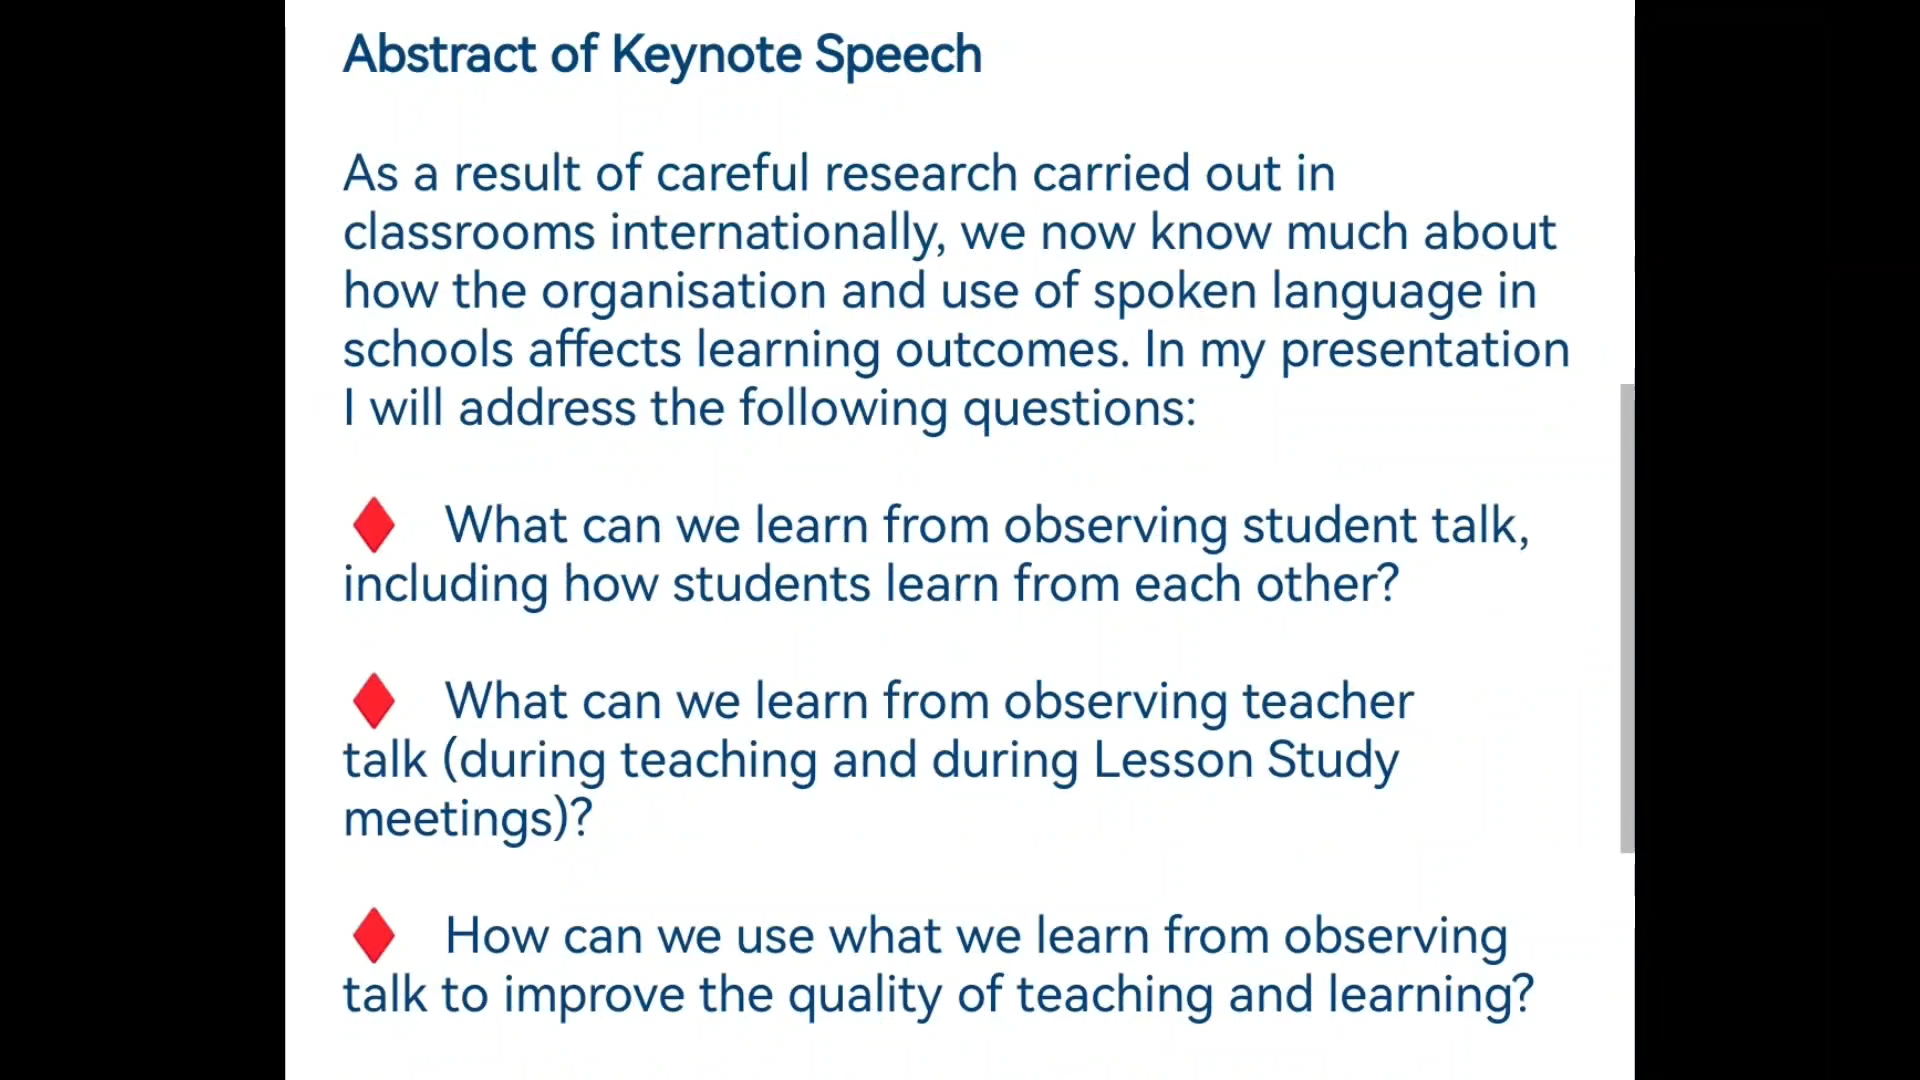 Abstract of Keynote Speech
As a result of careful research carried out in
classrooms internationally, we now know much about
how the organisation and use of spoken language in
schools affects learning outcomes. In my presentation
I will address the following questions:
♦ What can we learn from observing student talk,
including how students learn from each other?
♦ What can we learn from observing teacher
talk (during teaching and during Lesson Study
meetings)?
♦ How can we use what we learn from observing
talk to improve the quality of teaching and learning?